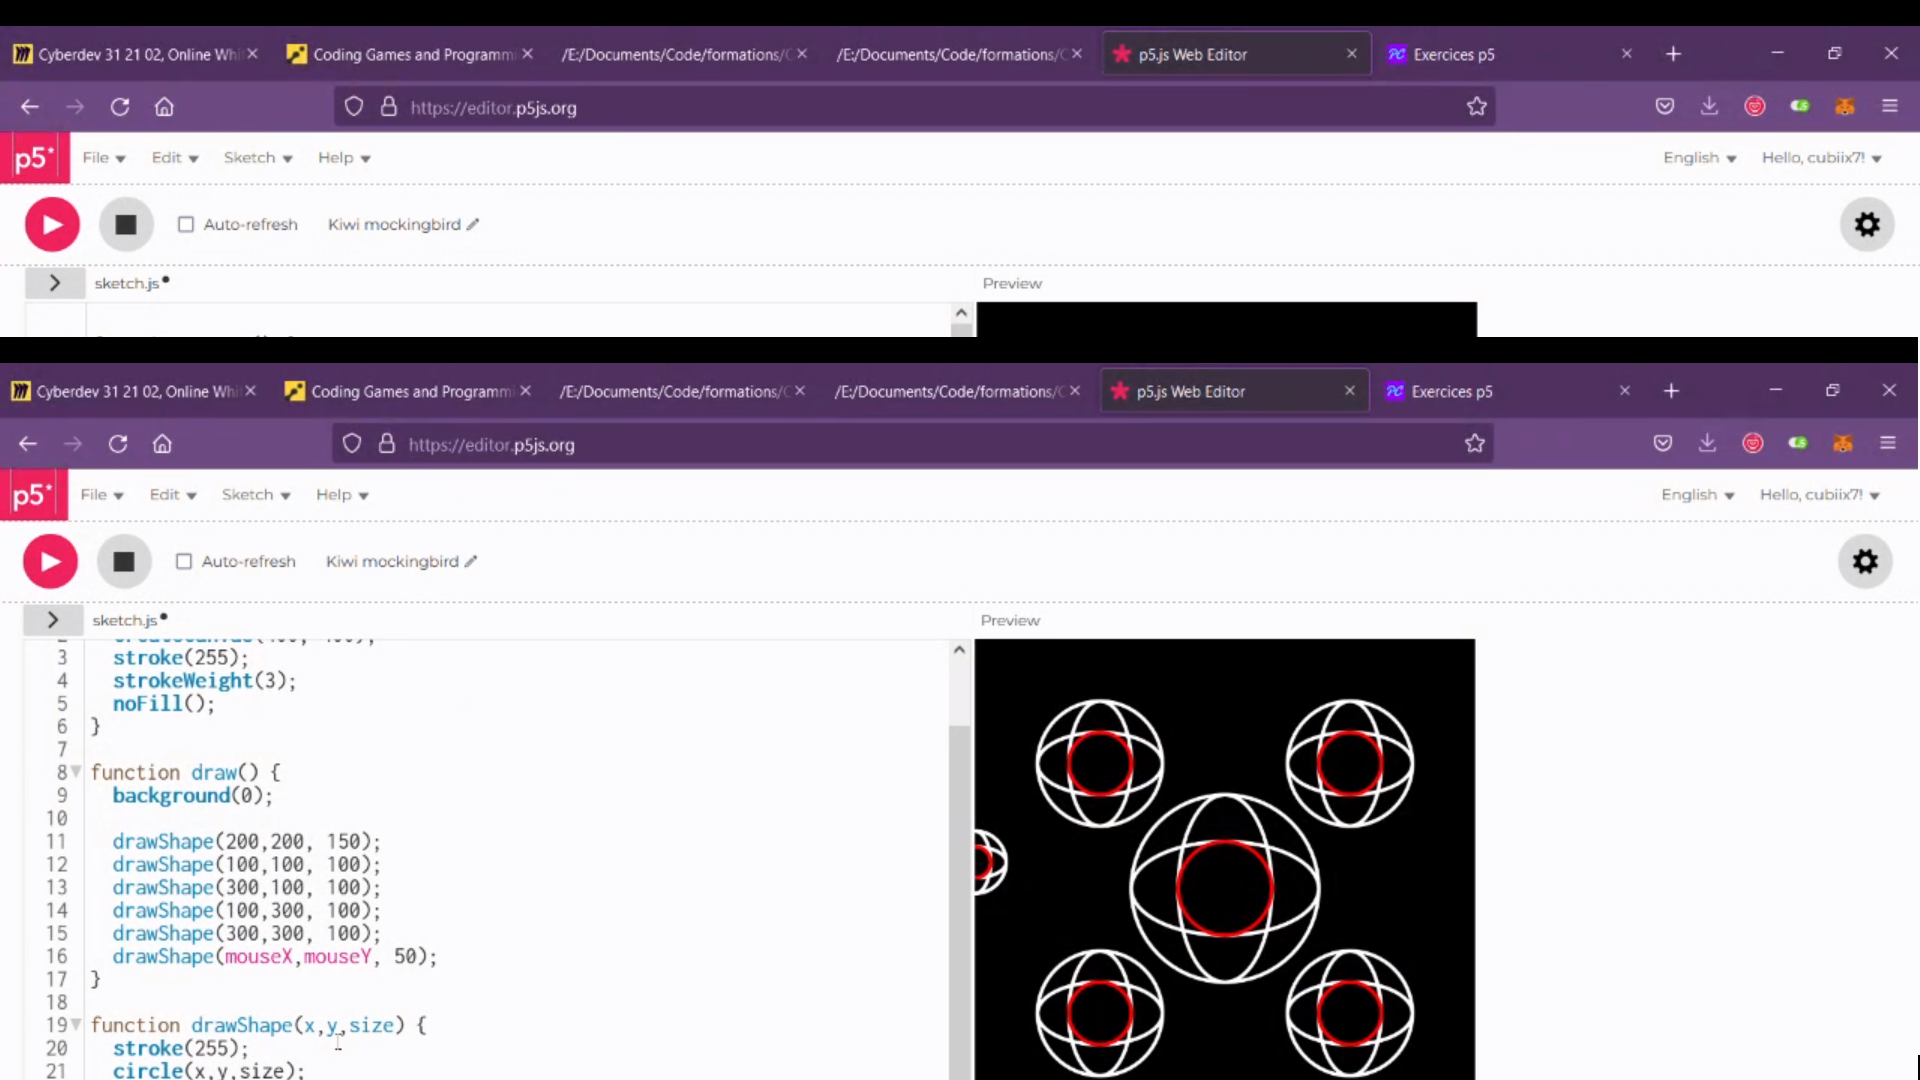 Cyberdev 31 21 02, Online Whi
Coding Games and Programmi
/E:/Documents/Code/formations/C
/E:/Documents/Code/formations/C
p5.js Web Editor
Exercices p5
https://editor.p5js.org
p5* File Edit Sketch Help English Hello, cubiix7!
Auto-refresh Kiwi mockingbird
sketch.js
Preview
Cyberdev 31 21 02, Online Whi
Coding Games and Programmi
/E:/Documents/Code/formations/C
/E:/Documents/Code/formations/C
p5.js Web Editor
Exercices p5
https://editor.p5js.org
p5* File Edit Sketch Help English Hello, cubiix7!
Auto-refresh Kiwi mockingbird
sketch.js
Preview
3 stroke(255);
4 strokeWeight(3);
5 noFill();
6 }
7
8 function draw() {
9 background(0);
10
11 drawShape(200,200, 150);
12 drawShape(100,100, 100);
13 drawShape(300,100, 100);
14 drawShape(100,300, 100);
15 drawShape(300,300, 100);
16 drawShape(mouseX,mouseY, 50);
17 }
18
19 function drawShape(x,y,size) {
20 stroke(255);
21 circle(x,y,size);